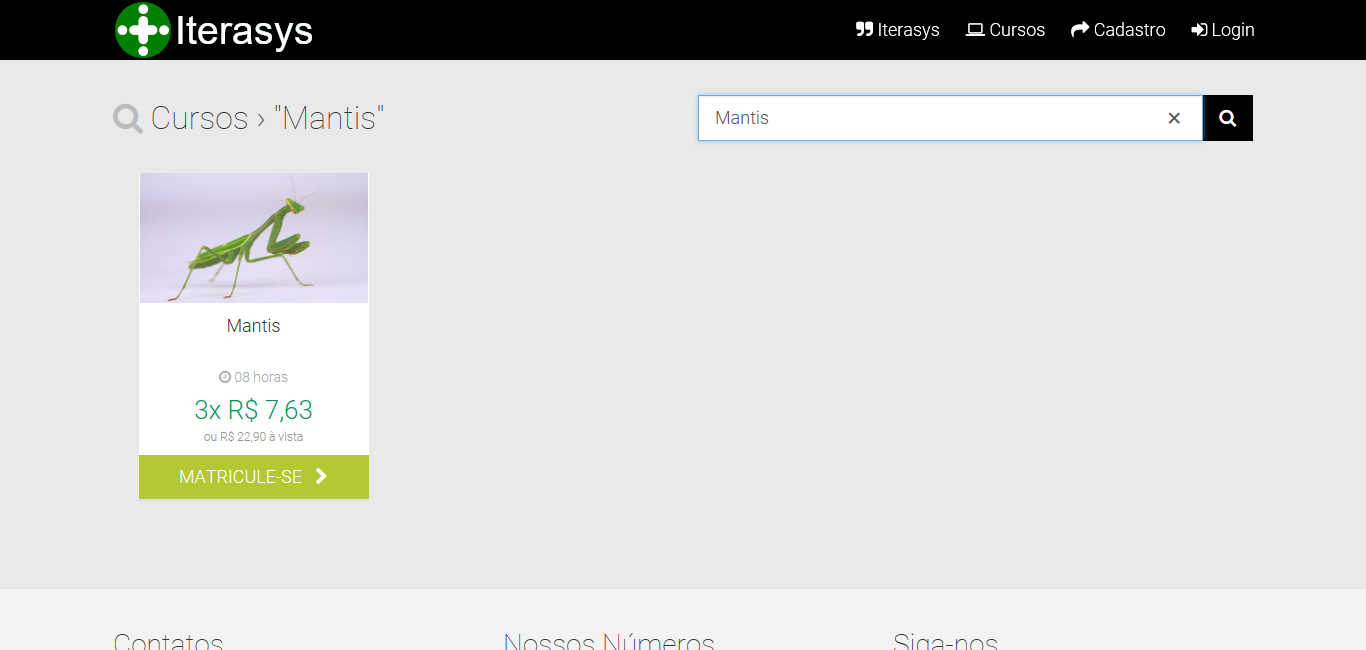 Iterasys
Iterasys Cursos Cadastro Login
Cursos › "Mantis"
Mantis
Mantis
08 horas
3x R$ 7,63
ou R$ 22,90 à vista
MATRICULE-SE
Contatos Nossos Números Siga-nos